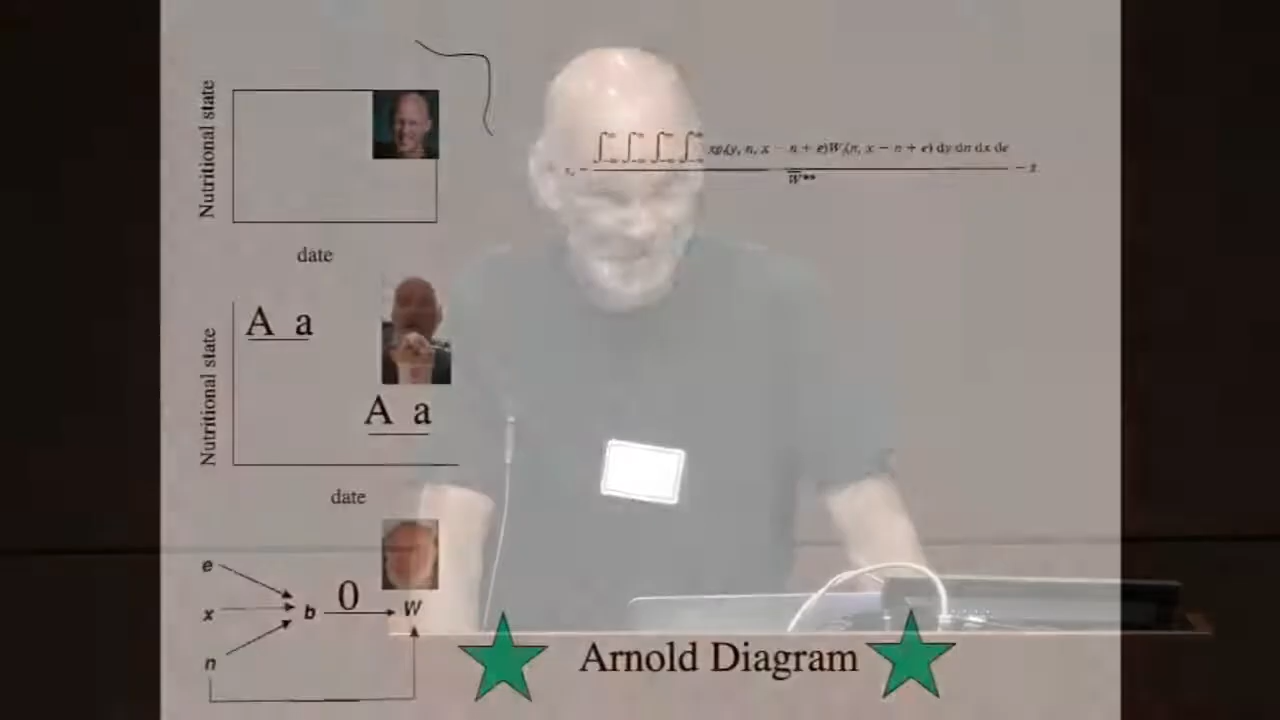 Nutritional state
date
Nutritional state
A a
A a
date
e
x
n
b
0
W
Arnold Diagram